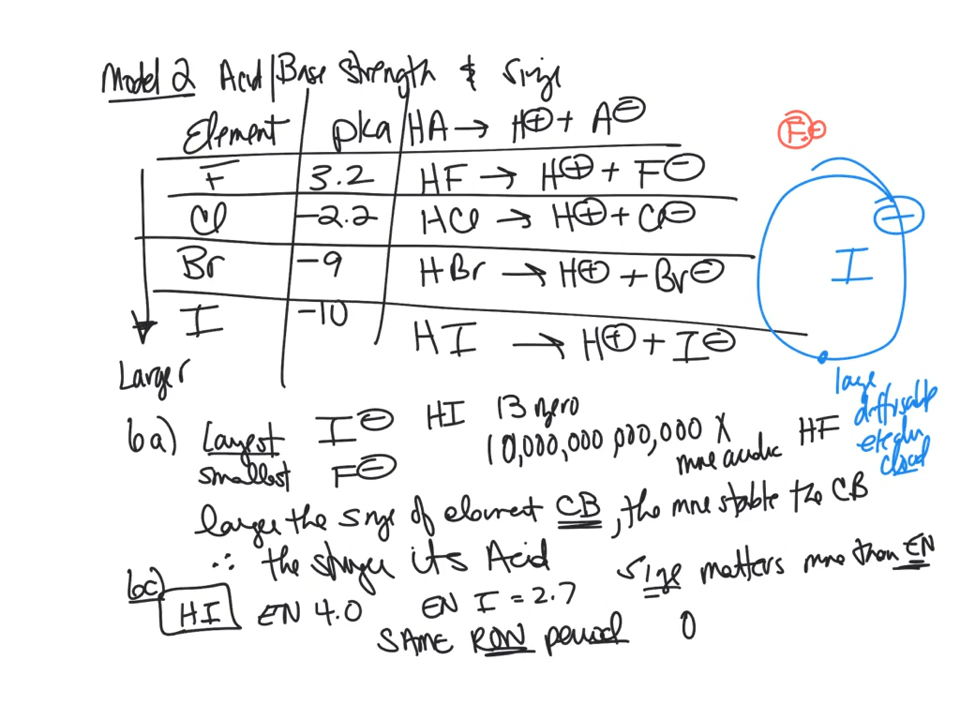 Model 2 Acid/Base Strength & Size
Element pka HA → H⊕ + A⊖
F 3.2 HF → H⊕ + F⊖
Cl -2.2 HCl → H⊕ + Cl⊖
Br -9 HBr → H⊕ + Br⊖
I -10 HI → H⊕ + I⊖
Larger
F⊖
I ⊖
large
diffusable
electron
cloud
6a) Largest I⊖ HI 13 zero
smallest F⊖ 10,000,000,000,000 X more acidic HF
larger the size of element CB, the more stable the CB
∴ the stronger its Acid
6c) HI EN 4.0 EN I = 2.7 Size matters more than EN
SAME ROW period 0